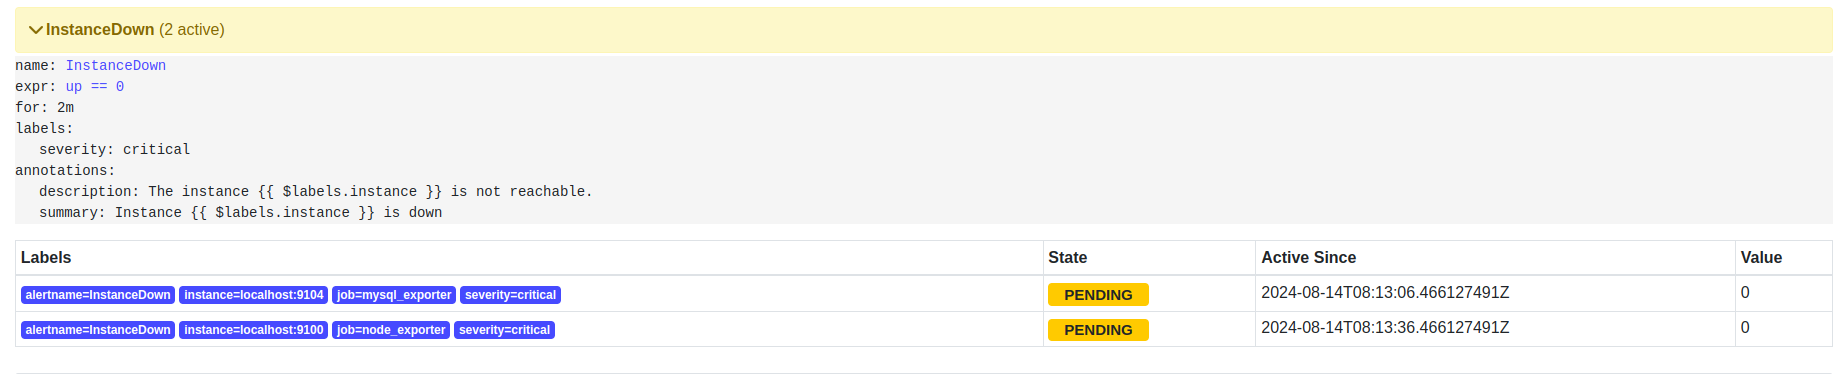 InstanceDown (2 active)
name: InstanceDown
expr: up == 0
for: 2m
labels:
severity: critical
annotations:
description: The instance {{ $labels.instance }} is not reachable.
summary: Instance {{ $labels.instance }} is down
Labels State Active Since Value
alertname=InstanceDown instance=localhost:9104 job=mysql_exporter severity=critical PENDING 2024-08-14T08:13:06.466127491Z 0
alertname=InstanceDown instance=localhost:9100 job=node_exporter severity=critical PENDING 2024-08-14T08:13:36.466127491Z 0